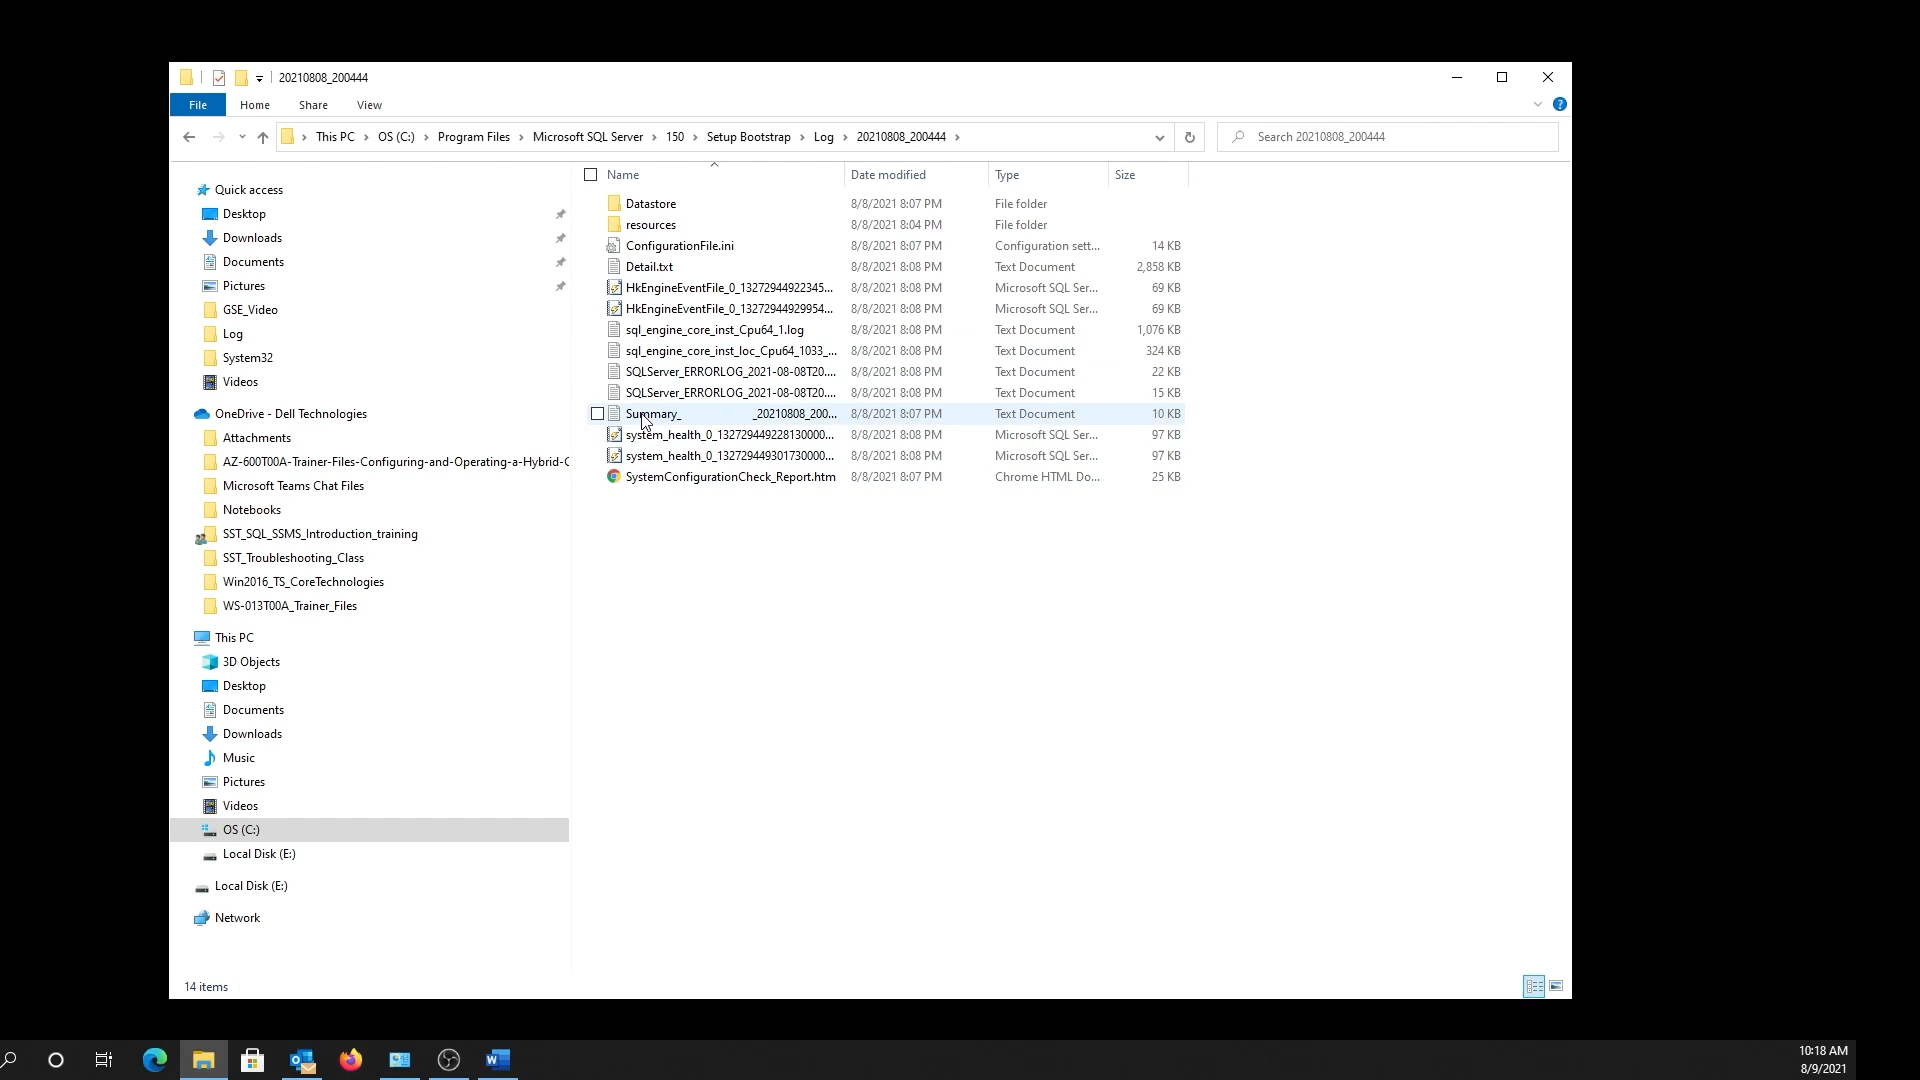 20210808_200444
File Home Share View
This PC OS (C:) Program Files Microsoft SQL Server 150 Setup Bootstrap Log 20210808_200444
Search 20210808_200444
Quick access
Desktop
Downloads
Documents
Pictures
GSE_Video
Log
System32
Videos
OneDrive - Dell Technologies
Attachments
AZ-600T00A-Trainer-Files-Configuring-and-Operating-a-Hybrid-C
Microsoft Teams Chat Files
Notebooks
SST_SQL_SSMS_Introduction_training
SST_Troubleshooting_Class
Win2016_TS_CoreTechnologies
WS-013T00A_Trainer_Files
This PC
3D Objects
Desktop
Documents
Downloads
Music
Pictures
Videos
OS (C:)
Local Disk (E:)
Local Disk (E:)
Network
Name Date modified Type Size
Datastore 8/8/2021 8:07 PM File folder
resources 8/8/2021 8:04 PM File folder
ConfigurationFile.ini 8/8/2021 8:07 PM Configuration sett... 14 KB
Detail.txt 8/8/2021 8:08 PM Text Document 2,858 KB
HkEngineEventFile_0_13272944922345... 8/8/2021 8:08 PM Microsoft SQL Ser... 69 KB
HkEngineEventFile_0_13272944929954... 8/8/2021 8:08 PM Microsoft SQL Ser... 69 KB
sql_engine_core_inst_Cpu64_1.log 8/8/2021 8:08 PM Text Document 1,076 KB
sql_engine_core_inst_loc_Cpu64_1033_... 8/8/2021 8:08 PM Text Document 324 KB
SQLServer_ERRORLOG_2021-08-08T20.... 8/8/2021 8:08 PM Text Document 22 KB
SQLServer_ERRORLOG_2021-08-08T20.... 8/8/2021 8:08 PM Text Document 15 KB
Summary_ _20210808_200... 8/8/2021 8:07 PM Text Document 10 KB
system_health_0_132729449228130000... 8/8/2021 8:08 PM Microsoft SQL Ser... 97 KB
system_health_0_132729449301730000... 8/8/2021 8:08 PM Microsoft SQL Ser... 97 KB
SystemConfigurationCheck_Report.htm 8/8/2021 8:07 PM Chrome HTML Do... 25 KB
14 items
10:18 AM
8/9/2021